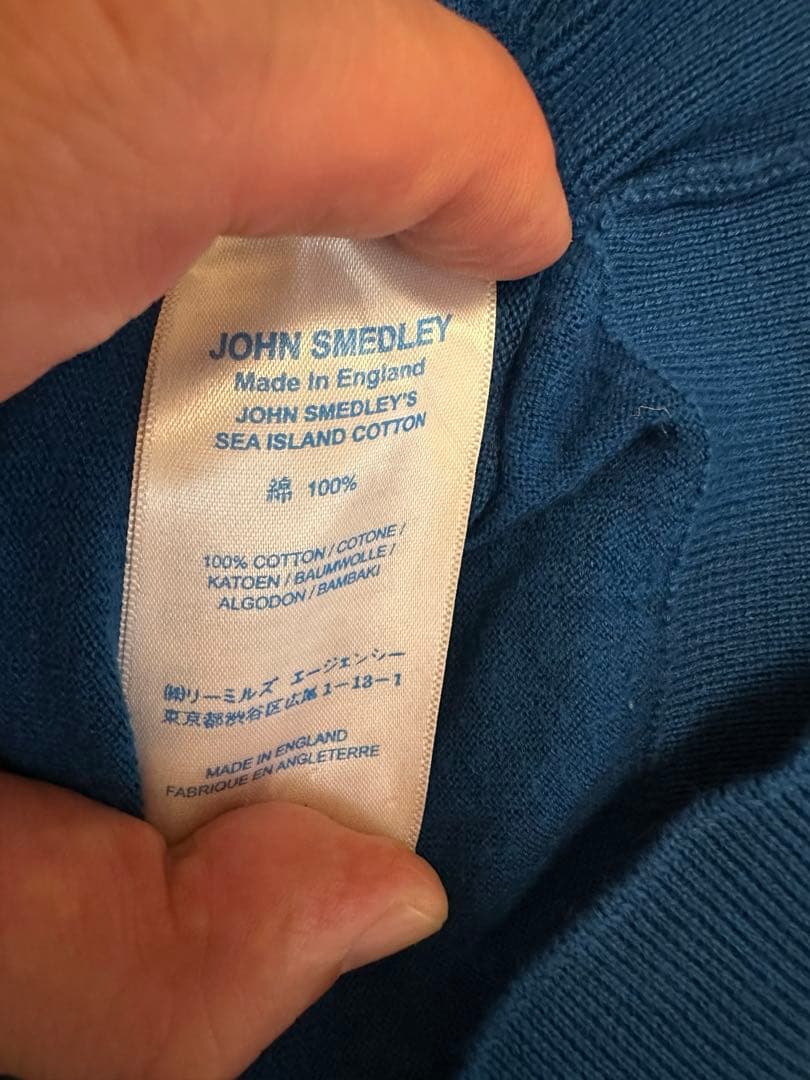 JOHN SMEDLEY
Made in England
JOHN SMEDLEY'S
SEA ISLAND COTTON
綿 100%
100% COTTON / COTONE /
KATOEN / BAUMWOLLE /
ALGODON / BAMBAKI
㈱リーミルズ エージェンシー
東京都渋谷区広尾1-13-1
MADE IN ENGLAND
FABRIQUE EN ANGLETERRE